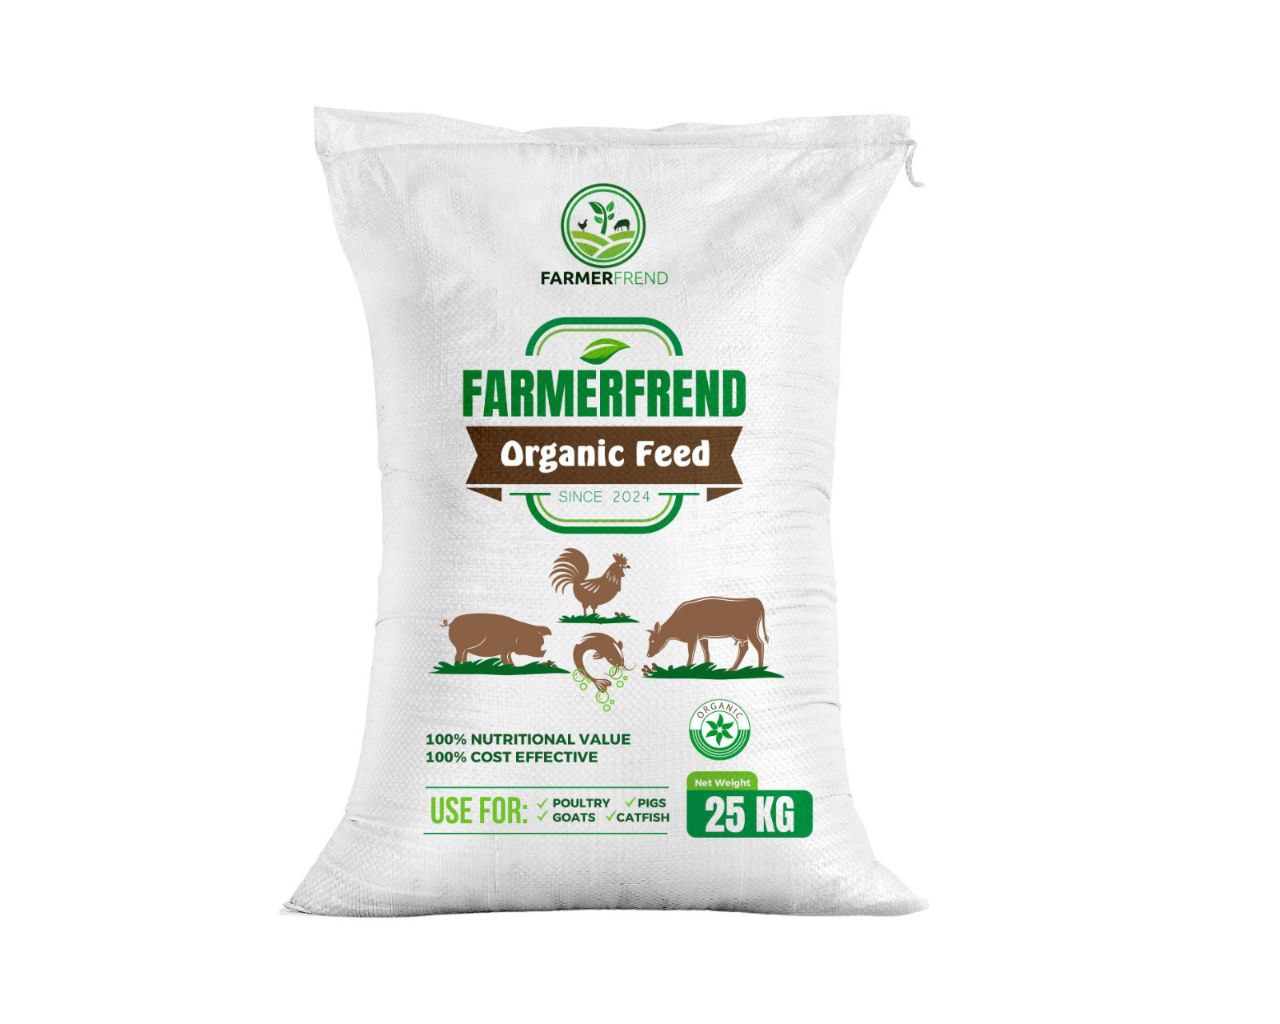 FARMERFREND
FARMERFREND
Organic Feed
SINCE 2024
ORGANIC
100% NUTRITIONAL VALUE
100% COST EFFECTIVE
Net Weight
25 KG
USE FOR:
POULTRY
PIGS
GOATS
CATFISH